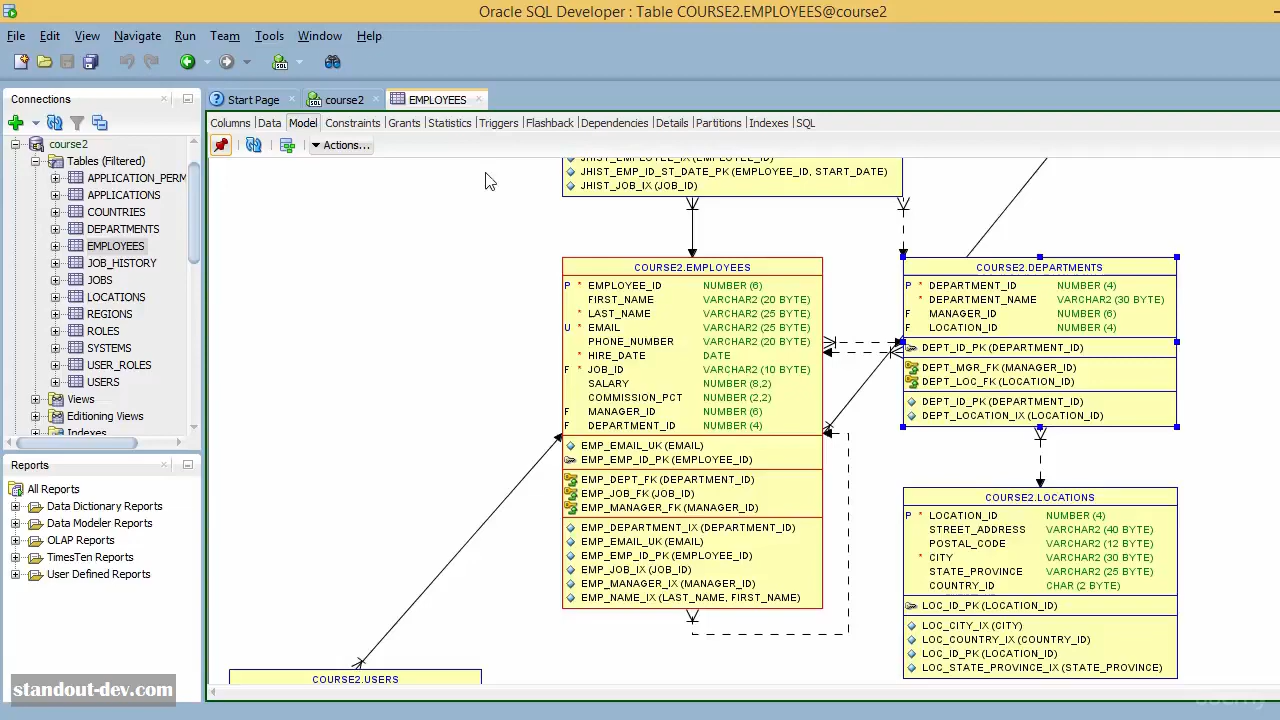 Oracle SQL Developer : Table COURSE2.EMPLOYEES@course2
File Edit View Navigate Run Team Tools Window Help
Connections
course2
Tables (Filtered)
APPLICATION_PERM
APPLICATIONS
COUNTRIES
DEPARTMENTS
EMPLOYEES
JOB_HISTORY
JOBS
LOCATIONS
REGIONS
ROLES
SYSTEMS
USER_ROLES
USERS
Views
Editioning Views
Indexes
Reports
All Reports
Data Dictionary Reports
Data Modeler Reports
OLAP Reports
TimesTen Reports
User Defined Reports
standout-dev.com
Start Page course2 EMPLOYEES
Columns Data Model Constraints Grants Statistics Triggers Flashback Dependencies Details Partitions Indexes SQL
Actions...
JHIST_EMPLOYEE_IX (EMPLOYEE_ID)
JHIST_EMP_ID_ST_DATE_PK (EMPLOYEE_ID, START_DATE)
JHIST_JOB_IX (JOB_ID)
COURSE2.EMPLOYEES
P * EMPLOYEE_ID NUMBER (6)
FIRST_NAME VARCHAR2 (20 BYTE)
* LAST_NAME VARCHAR2 (25 BYTE)
U * EMAIL VARCHAR2 (25 BYTE)
PHONE_NUMBER VARCHAR2 (20 BYTE)
* HIRE_DATE DATE
F * JOB_ID VARCHAR2 (10 BYTE)
SALARY NUMBER (8,2)
COMMISSION_PCT NUMBER (2,2)
F MANAGER_ID NUMBER (6)
F DEPARTMENT_ID NUMBER (4)
EMP_EMAIL_UK (EMAIL)
EMP_EMP_ID_PK (EMPLOYEE_ID)
EMP_DEPT_FK (DEPARTMENT_ID)
EMP_JOB_FK (JOB_ID)
EMP_MANAGER_FK (MANAGER_ID)
EMP_DEPARTMENT_IX (DEPARTMENT_ID)
EMP_EMAIL_UK (EMAIL)
EMP_EMP_ID_PK (EMPLOYEE_ID)
EMP_JOB_IX (JOB_ID)
EMP_MANAGER_IX (MANAGER_ID)
EMP_NAME_IX (LAST_NAME, FIRST_NAME)
COURSE2.DEPARTMENTS
P * DEPARTMENT_ID NUMBER (4)
* DEPARTMENT_NAME VARCHAR2 (30 BYTE)
F MANAGER_ID NUMBER (6)
F LOCATION_ID NUMBER (4)
DEPT_ID_PK (DEPARTMENT_ID)
DEPT_MGR_FK (MANAGER_ID)
DEPT_LOC_FK (LOCATION_ID)
DEPT_ID_PK (DEPARTMENT_ID)
DEPT_LOCATION_IX (LOCATION_ID)
COURSE2.LOCATIONS
P * LOCATION_ID NUMBER (4)
STREET_ADDRESS VARCHAR2 (40 BYTE)
POSTAL_CODE VARCHAR2 (12 BYTE)
* CITY VARCHAR2 (30 BYTE)
STATE_PROVINCE VARCHAR2 (25 BYTE)
COUNTRY_ID CHAR (2 BYTE)
LOC_ID_PK (LOCATION_ID)
LOC_CITY_IX (CITY)
LOC_COUNTRY_IX (COUNTRY_ID)
LOC_ID_PK (LOCATION_ID)
LOC_STATE_PROVINCE_IX (STATE_PROVINCE)
COURSE2.USERS